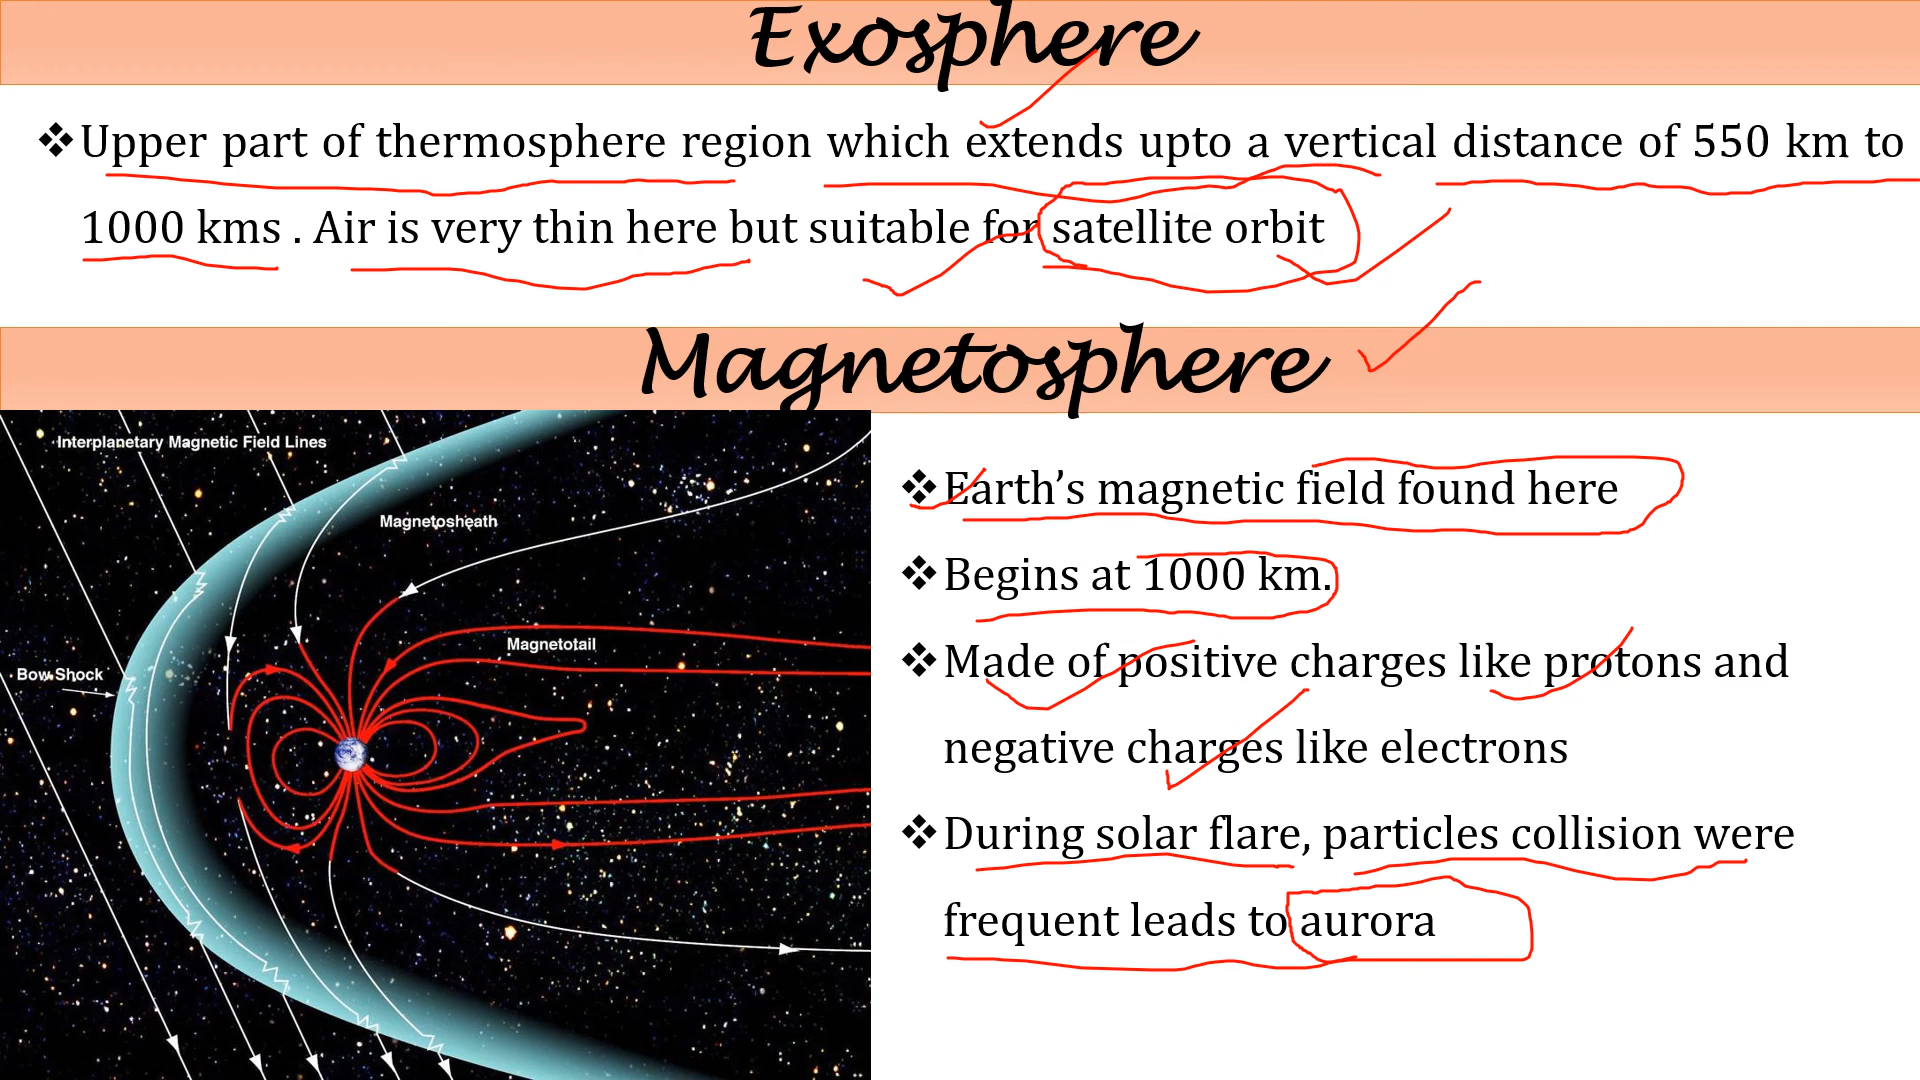 Exosphere
❖Upper part of thermosphere region which extends upto a vertical distance of 550 km to
1000 kms . Air is very thin here but suitable for satellite orbit
Magnetosphere
Interplanetary Magnetic Field Lines
Magnetosheath
Magnetotail
Bow Shock
❖Earth’s magnetic field found here
❖Begins at 1000 km.
❖Made of positive charges like protons and
negative charges like electrons
❖During solar flare, particles collision were
frequent leads to aurora